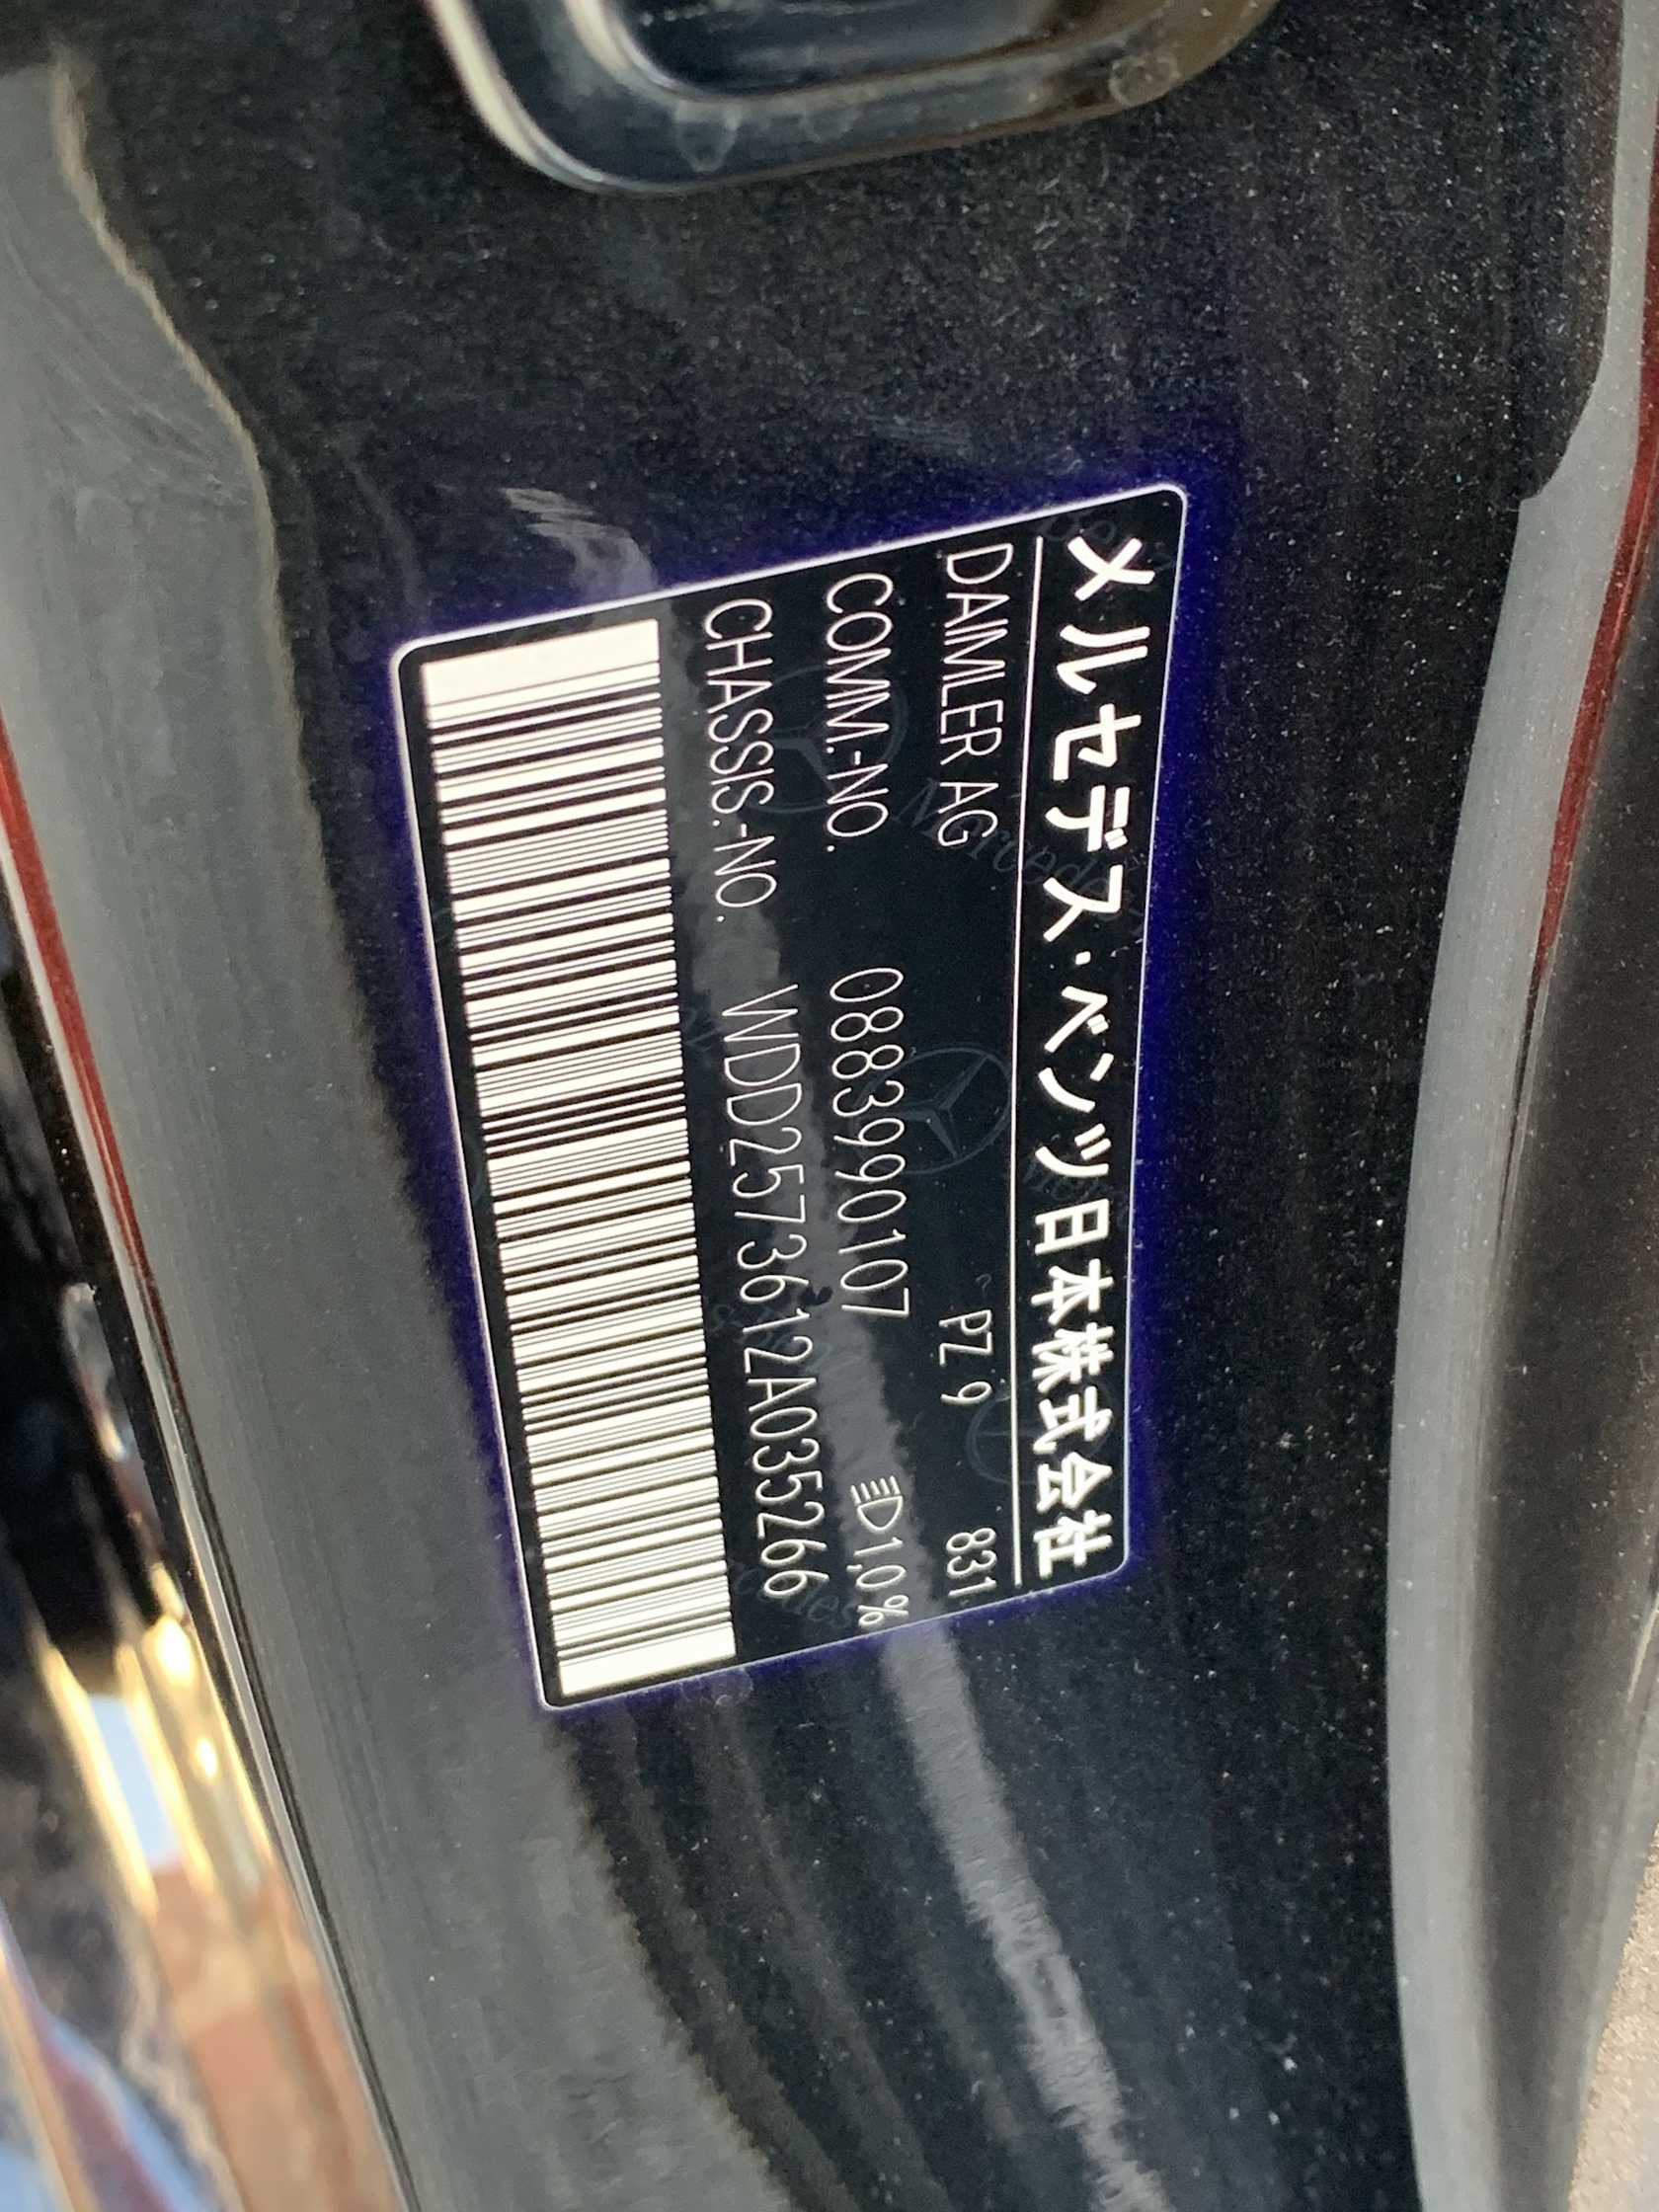 メルセデス・ベンツ日本株式会社
DAIMLER AG PZ 9 831
COMM.-NO. 0883990107 1,0%
CHASSIS.-NO. WDD2573612A035266